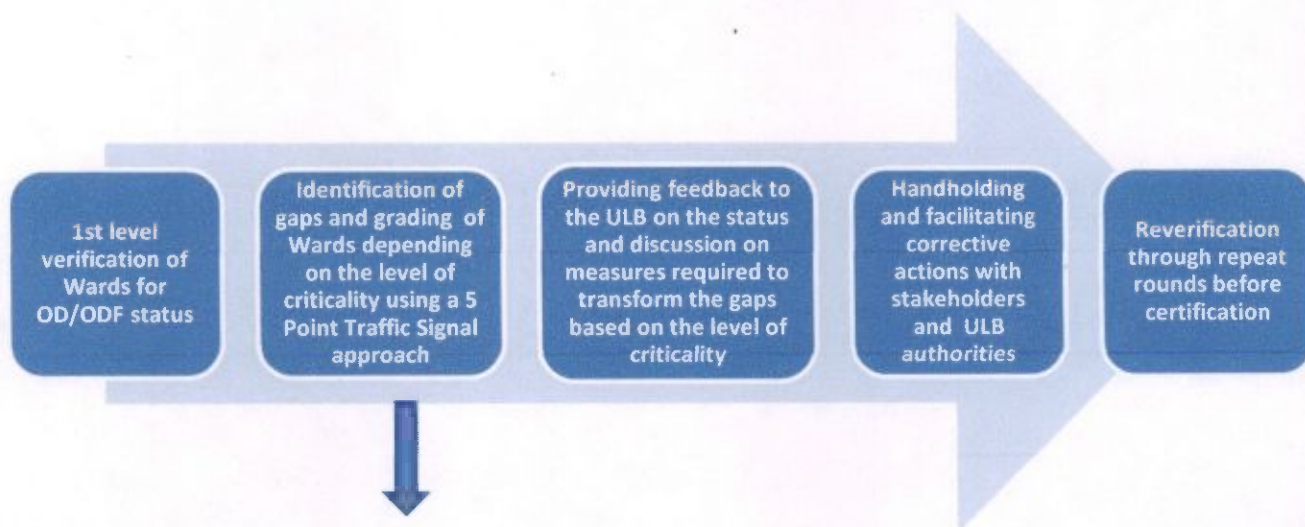 1st level
verification of
Wards for
OD/ODF status
Identification of
gaps and grading of
Wards depending
on the level of
criticality using a 5
Point Traffic Signal
approach
Providing feedback to
the ULB on the status
and discussion on
measures required to
transform the gaps
based on the level of
criticality
Handholding
and facilitating
corrective
actions with
stakeholders
and ULB
authorities
Reverification
through repeat
rounds before
certification